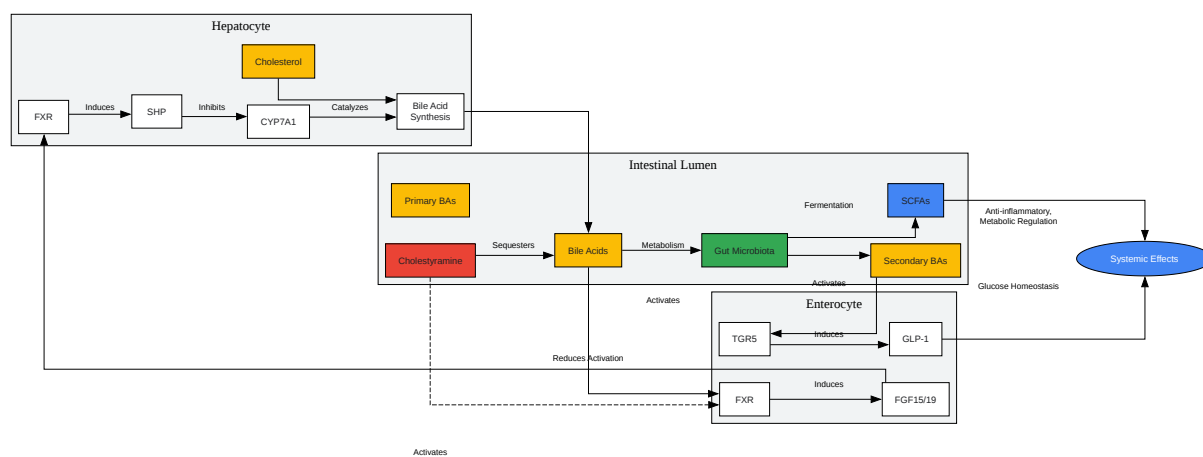 Hepatocyte
Cholesterol
FXR
Induces
SHP
Inhibits
CYP7A1
Catalyzes
Bile Acid
Synthesis
Intestinal Lumen
Primary BAs
Fermentation
SCFAs
Anti-inflammatory,
Metabolic Regulation
Cholestyramine
Sequesters
Bile Acids
Metabolism
Gut Microbiota
Secondary BAs
Systemic Effects
Activates
Glucose Homeostasis
Activates
Enterocyte
TGR5
Induces
GLP-1
Reduces Activation
FXR
Induces
FGF15/19
Activates